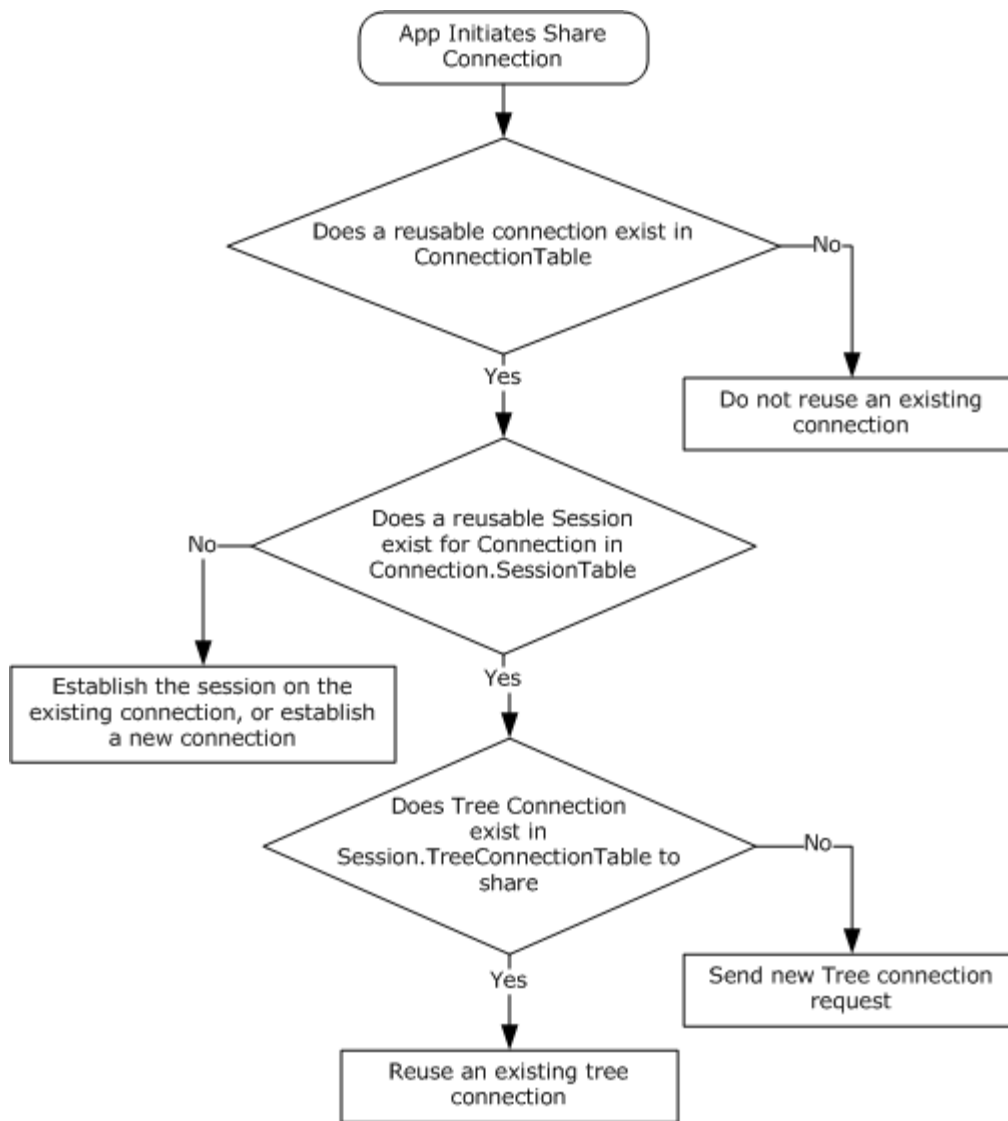 App Initiates Share
Connection
Does a reusable connection exist in
ConnectionTable
No
Yes
Do not reuse an existing
connection
Does a reusable Session
exist for Connection in
Connection.SessionTable
No
Yes
Establish the session on the
existing connection, or establish
a new connection
Does Tree Connection
exist in
Session.TreeConnectionTable to
share
No
Yes
Send new Tree connection
request
Reuse an existing tree
connection